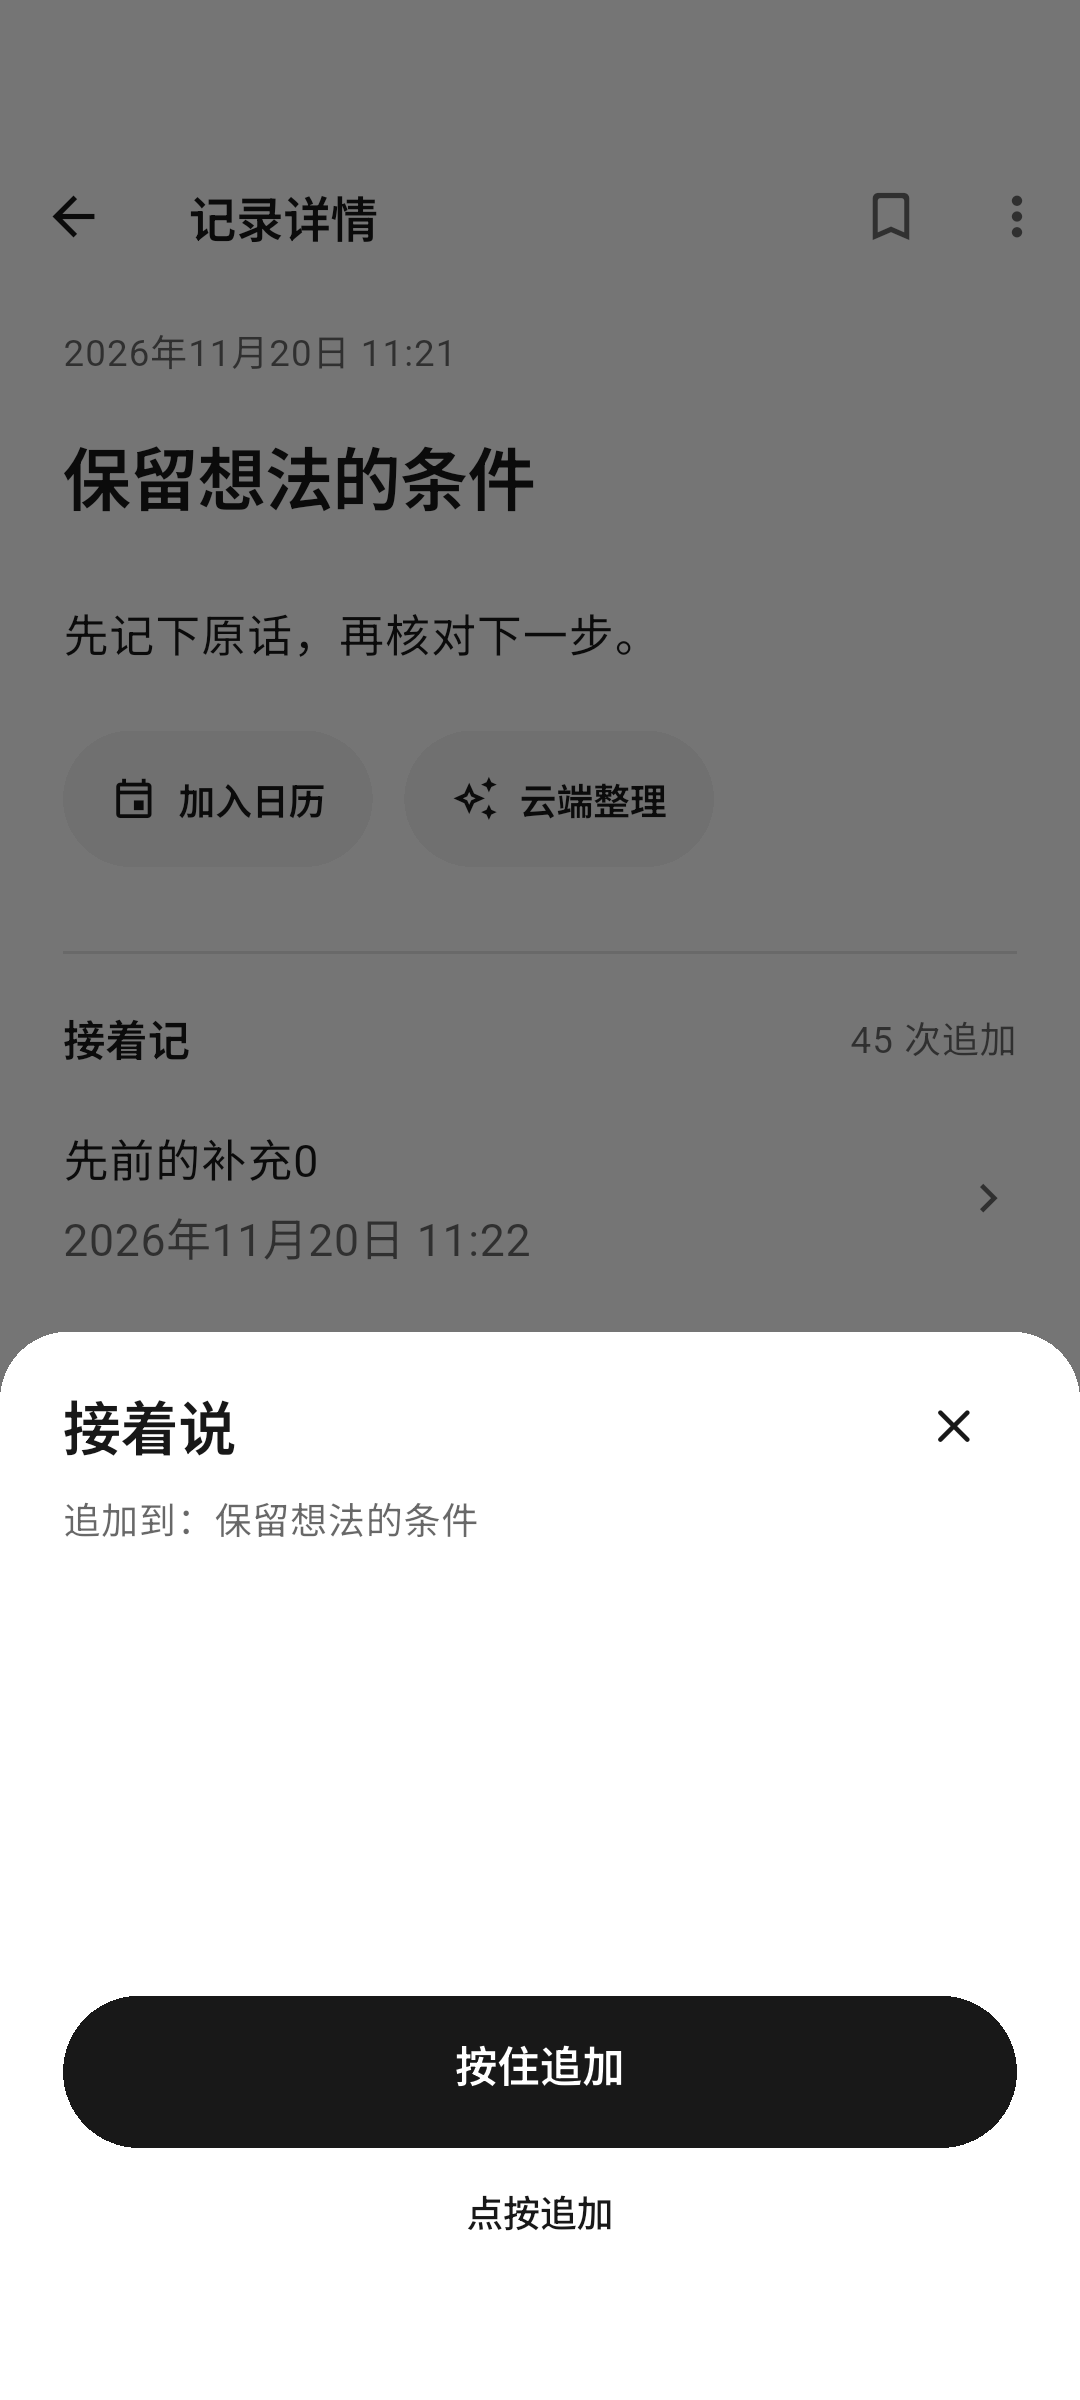 记录详情
2026年11月20日 11:21
保留想法的条件
先记下原话，再核对下一步。
加入日历 云端整理
接着记 45 次追加
先前的补充0
2026年11月20日 11:22
接着说
追加到：保留想法的条件
按住追加
点按追加